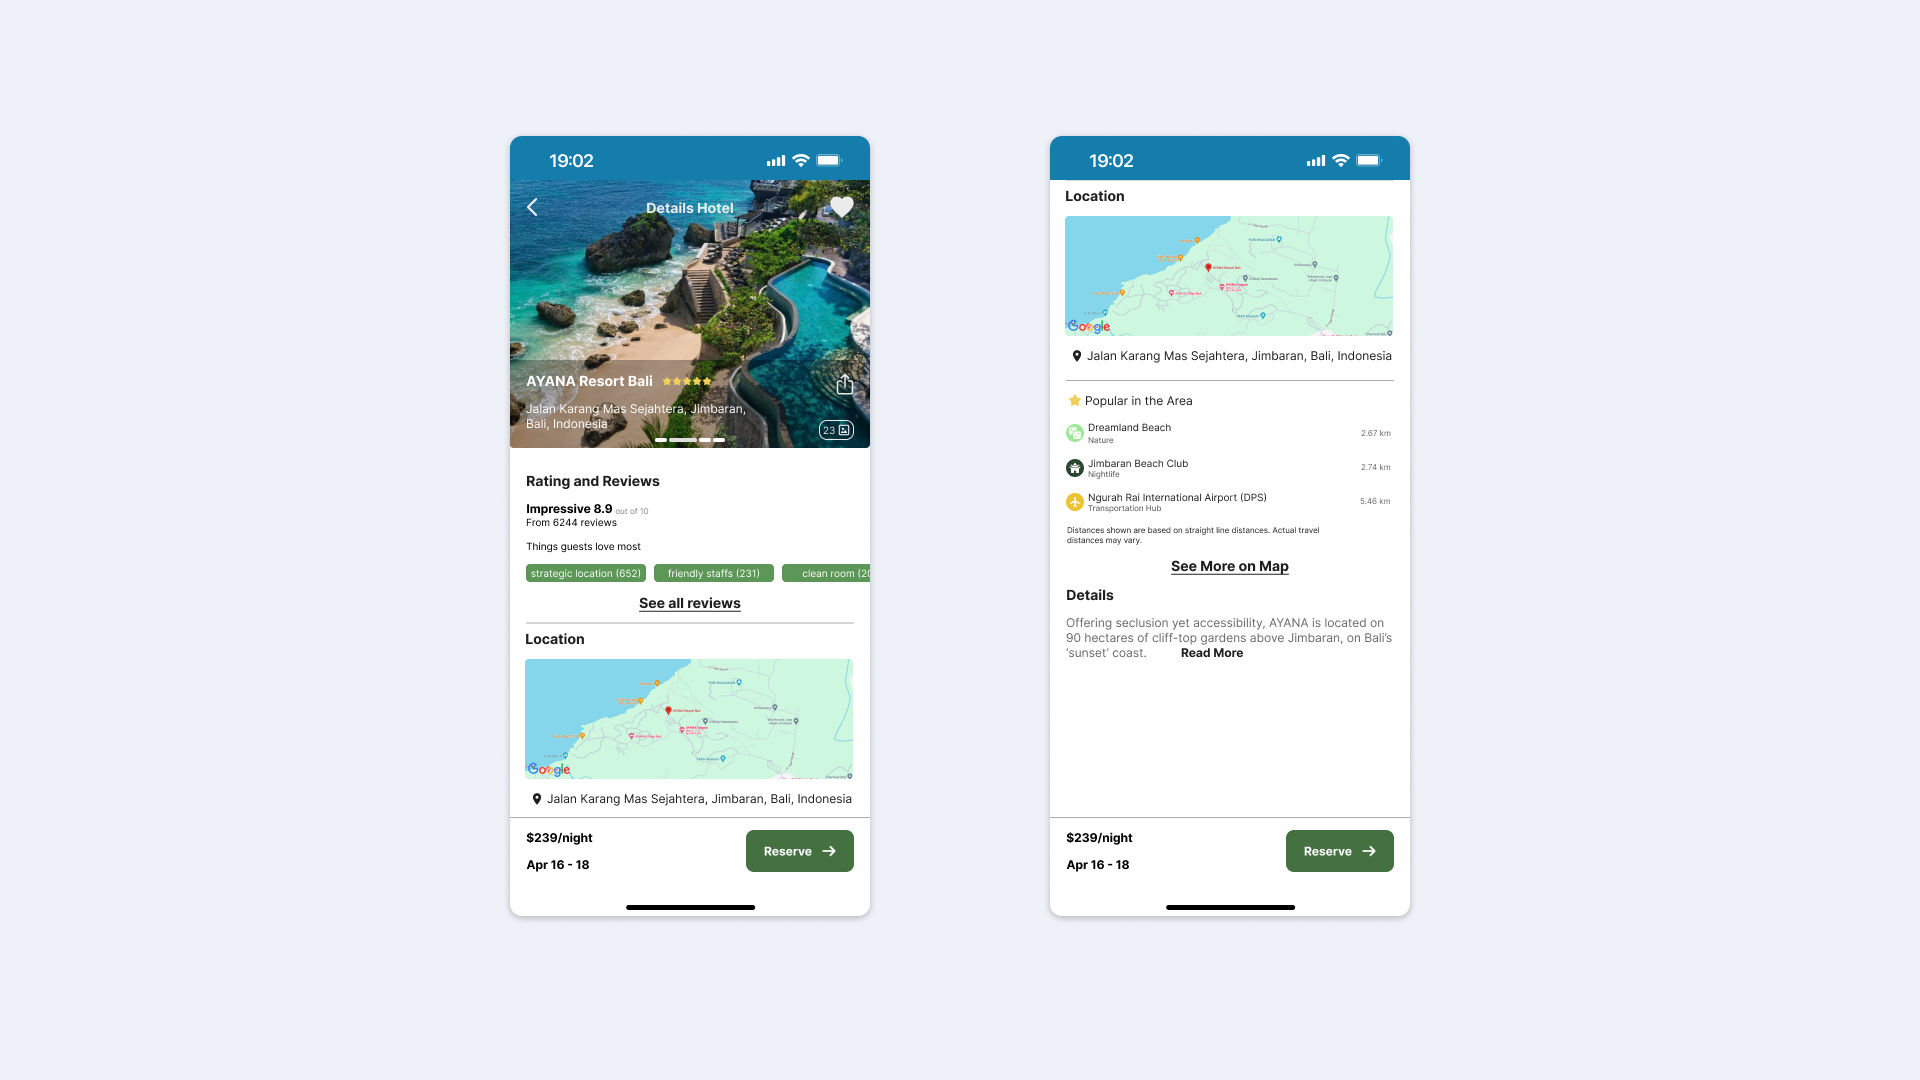 19:02
Details Hotel
AYANA Resort Bali
Jalan Karang Mas Sejahtera, Jimbaran,
Bali, Indonesia
23
Rating and Reviews
Impressive 8.9 out of 10
From 6244 reviews
Things guests love most
strategic location (652)
friendly staffs (231)
clean room (20
See all reviews
Location
AYANA Resort Bali
Google
Jalan Karang Mas Sejahtera, Jimbaran, Bali, Indonesia
$239/night
Apr 16 - 18
Reserve
19:02
Location
AYANA Resort Bali
Google
Jalan Karang Mas Sejahtera, Jimbaran, Bali, Indonesia
Popular in the Area
Dreamland Beach
Nature
2.67 km
Jimbaran Beach Club
Nightlife
2.74 km
Ngurah Rai International Airport (DPS)
Transportation Hub
5.46 km
Distances shown are based on straight line distances. Actual travel
distances may vary.
See More on Map
Details
Offering seclusion yet accessibility, AYANA is located on
90 hectares of cliff-top gardens above Jimbaran, on Bali’s
‘sunset’ coast. Read More
$239/night
Apr 16 - 18
Reserve